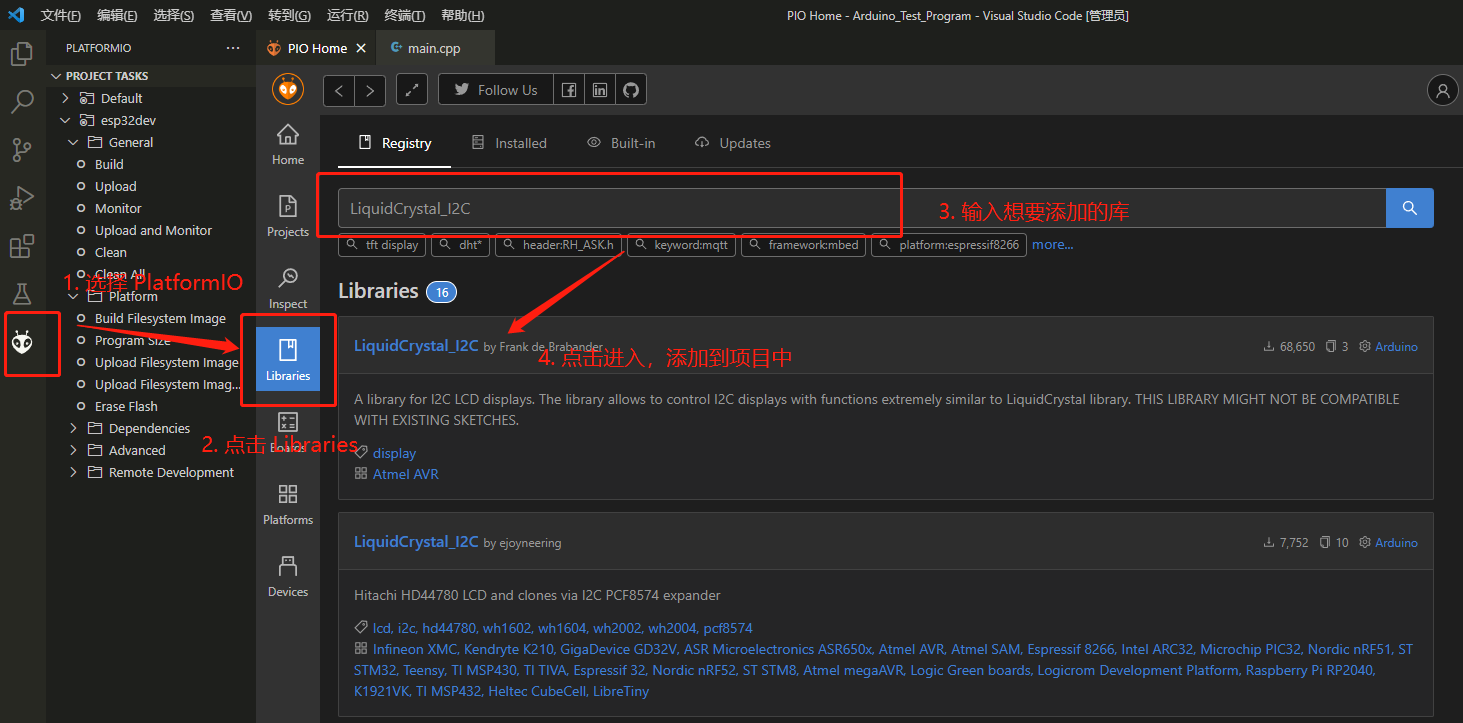 文件(F) 编辑(E) 选择(S) 查看(V) 转到(G) 运行(R) 终端(T) 帮助(H) PIO Home - Arduino_Test_Program - Visual Studio Code [管理员]
PLATFORMIO ···
PIO Home
main.cpp
PROJECT TASKS
Default
esp32dev
General
Build
Upload
Monitor
Upload and Monitor
Clean
Clean All
Platform
Build Filesystem Image
Program Size
Upload Filesystem Image
Upload Filesystem Imag...
Erase Flash
Dependencies
Advanced
Remote Development
1. 选择 PlatformIO
2. 点击 Libraries
Home
Projects
Inspect
Libraries
Boards
Platforms
Devices
Follow Us
Registry Installed Built-in Updates
LiquidCrystal_I2C
3. 输入想要添加的库
tft display dht* header:RH_ASK.h keyword:mqtt framework:mbed platform:espressif8266 more...
Libraries 16
LiquidCrystal_I2C by Frank de Brabander 68,650 3 Arduino
4. 点击进入，添加到项目中
A library for I2C LCD displays. The library allows to control I2C displays with functions extremely similar to LiquidCrystal library. THIS LIBRARY MIGHT NOT BE COMPATIBLE
WITH EXISTING SKETCHES.
display
Atmel AVR
LiquidCrystal_I2C by ejoyneering 7,752 10 Arduino
Hitachi HD44780 LCD and clones via I2C PCF8574 expander
lcd, i2c, hd44780, wh1602, wh1604, wh2002, wh2004, pcf8574
Infineon XMC, Kendryte K210, GigaDevice GD32V, ASR Microelectronics ASR650x, Atmel AVR, Atmel SAM, Espressif 8266, Intel ARC32, Microchip PIC32, Nordic nRF51, ST
STM32, Teensy, TI MSP430, TI TIVA, Espressif 32, Nordic nRF52, ST STM8, Atmel megaAVR, Logic Green boards, Logicrom Development Platform, Raspberry Pi RP2040,
K1921VK, TI MSP432, Heltec CubeCell, LibreTiny